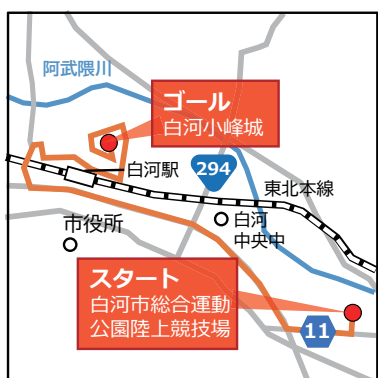 阿武隈川
ゴール
白河小峰城
白河駅
294
東北本線
市役所
白河
中央中
スタート
白河市総合運動
公園陸上競技場
11